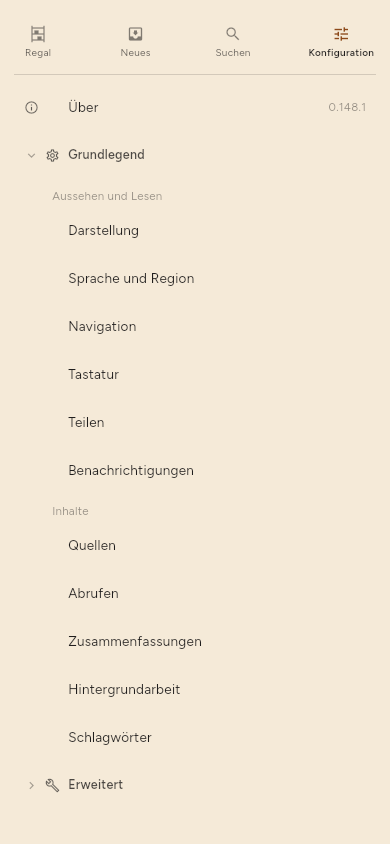 Regal
Neues
Suchen
Konfiguration
Über
0.148.1
Grundlegend
Aussehen und Lesen
Darstellung
Sprache und Region
Navigation
Tastatur
Teilen
Benachrichtigungen
Inhalte
Quellen
Abrufen
Zusammenfassungen
Hintergrundarbeit
Schlagwörter
Erweitert